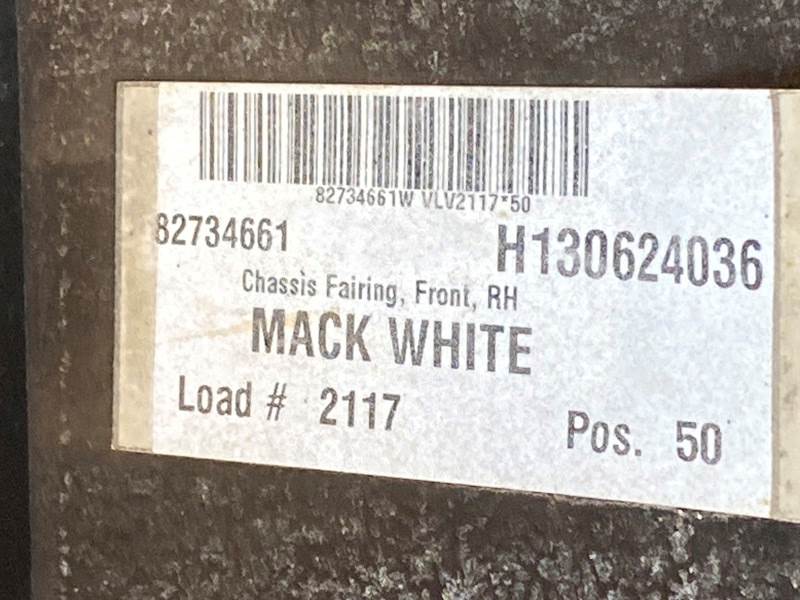 82734661W VLV2117*50
82734661
H130624036
Chassis Fairing, Front, RH
MACK WHITE
Load # 2117
Pos. 50